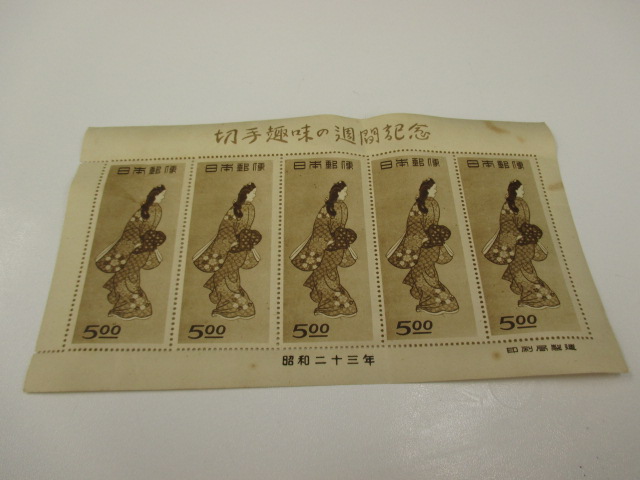 切手趣味の週間記念
日本郵便 日本郵便 日本郵便 日本郵便 日本郵便
5.00 5.00 5.00 5.00 5.00
昭和二十三年
印刷局製造